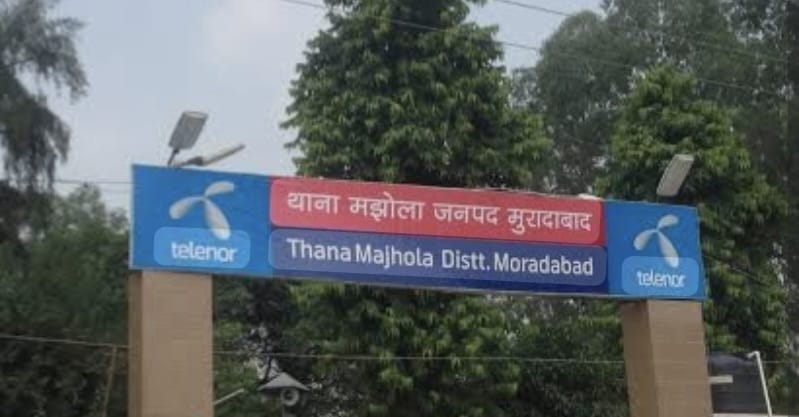 थाना मझोला जनपद मुरादाबाद
telenor
Thana Majhola Distt. Moradabad
telenor